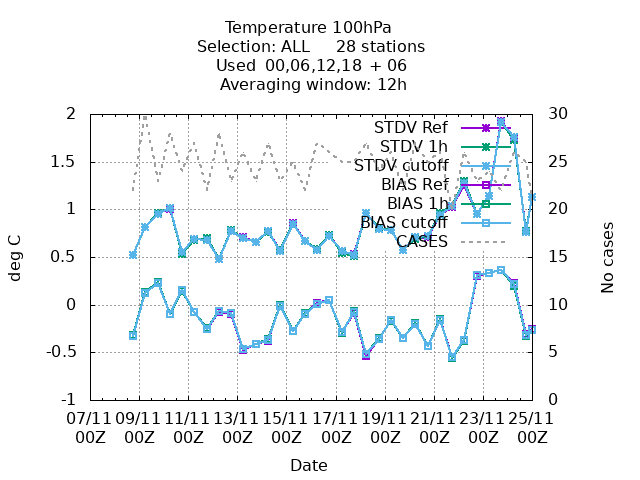 Temperature 100hPa
Selection: ALL 28 stations
Used 00,06,12,18 + 06
Averaging window: 12h
deg C
No cases
2
1.5
1
0.5
0
-0.5
-1
30
25
20
15
10
5
0
STDV Ref
STDV 1h
STDV cutoff
BIAS Ref
BIAS 1h
BIAS cutoff
CASES
07/11 09/11 11/11 13/11 15/11 17/11 19/11 21/11 23/11 25/11
00Z 00Z 00Z 00Z 00Z 00Z 00Z 00Z 00Z 00Z
Date